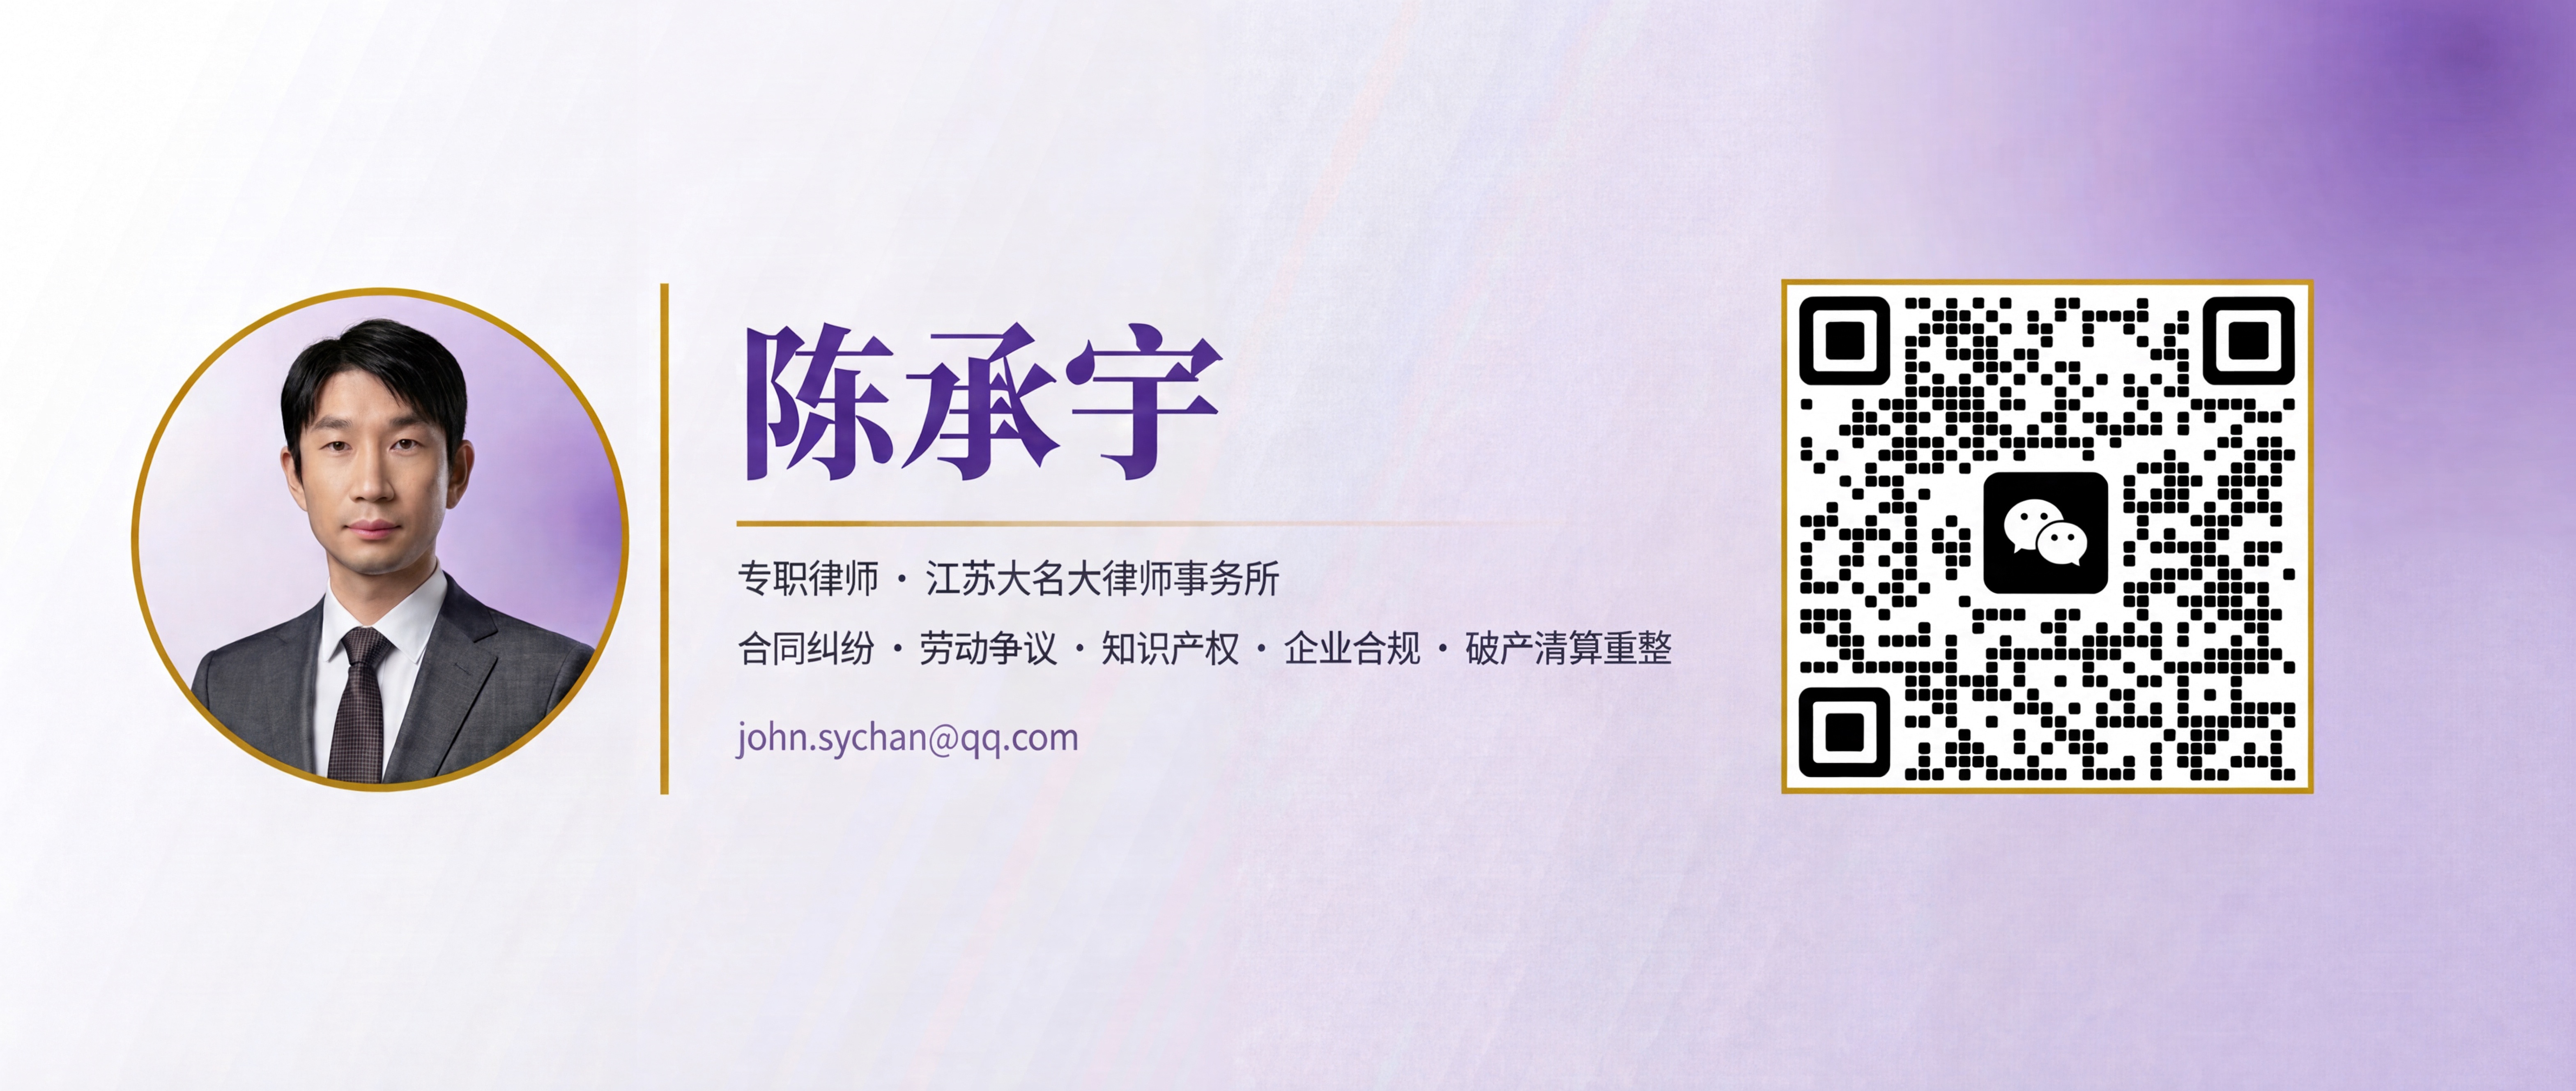 陈承宇
专职律师 · 江苏大名大律师事务所
合同纠纷 · 劳动争议 · 知识产权 · 企业合规 · 破产清算重整
john.sychan@qq.com